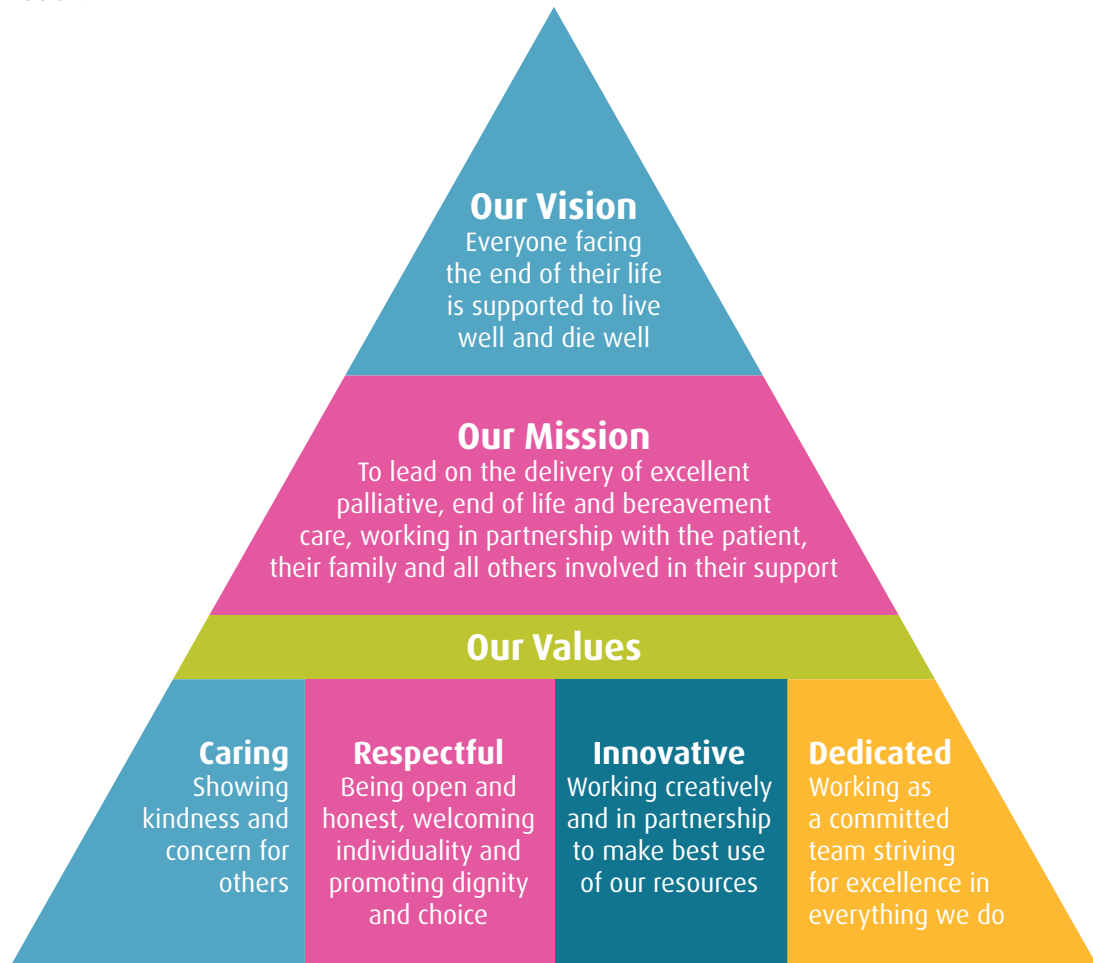 Our Vision
Everyone facing
the end of their life
is supported to live
well and die well
Our Mission
To lead on the delivery of excellent
palliative, end of life and bereavement
care, working in partnership with the patient,
their family and all others involved in their support
Our Values
Caring
Showing
kindness and
concern for
others
Respectful
Being open and
honest, welcoming
individuality and
promoting dignity
and choice
Innovative
Working creatively
and in partnership
to make best use
of our resources
Dedicated
Working as
a committed
team striving
for excellence in
everything we do